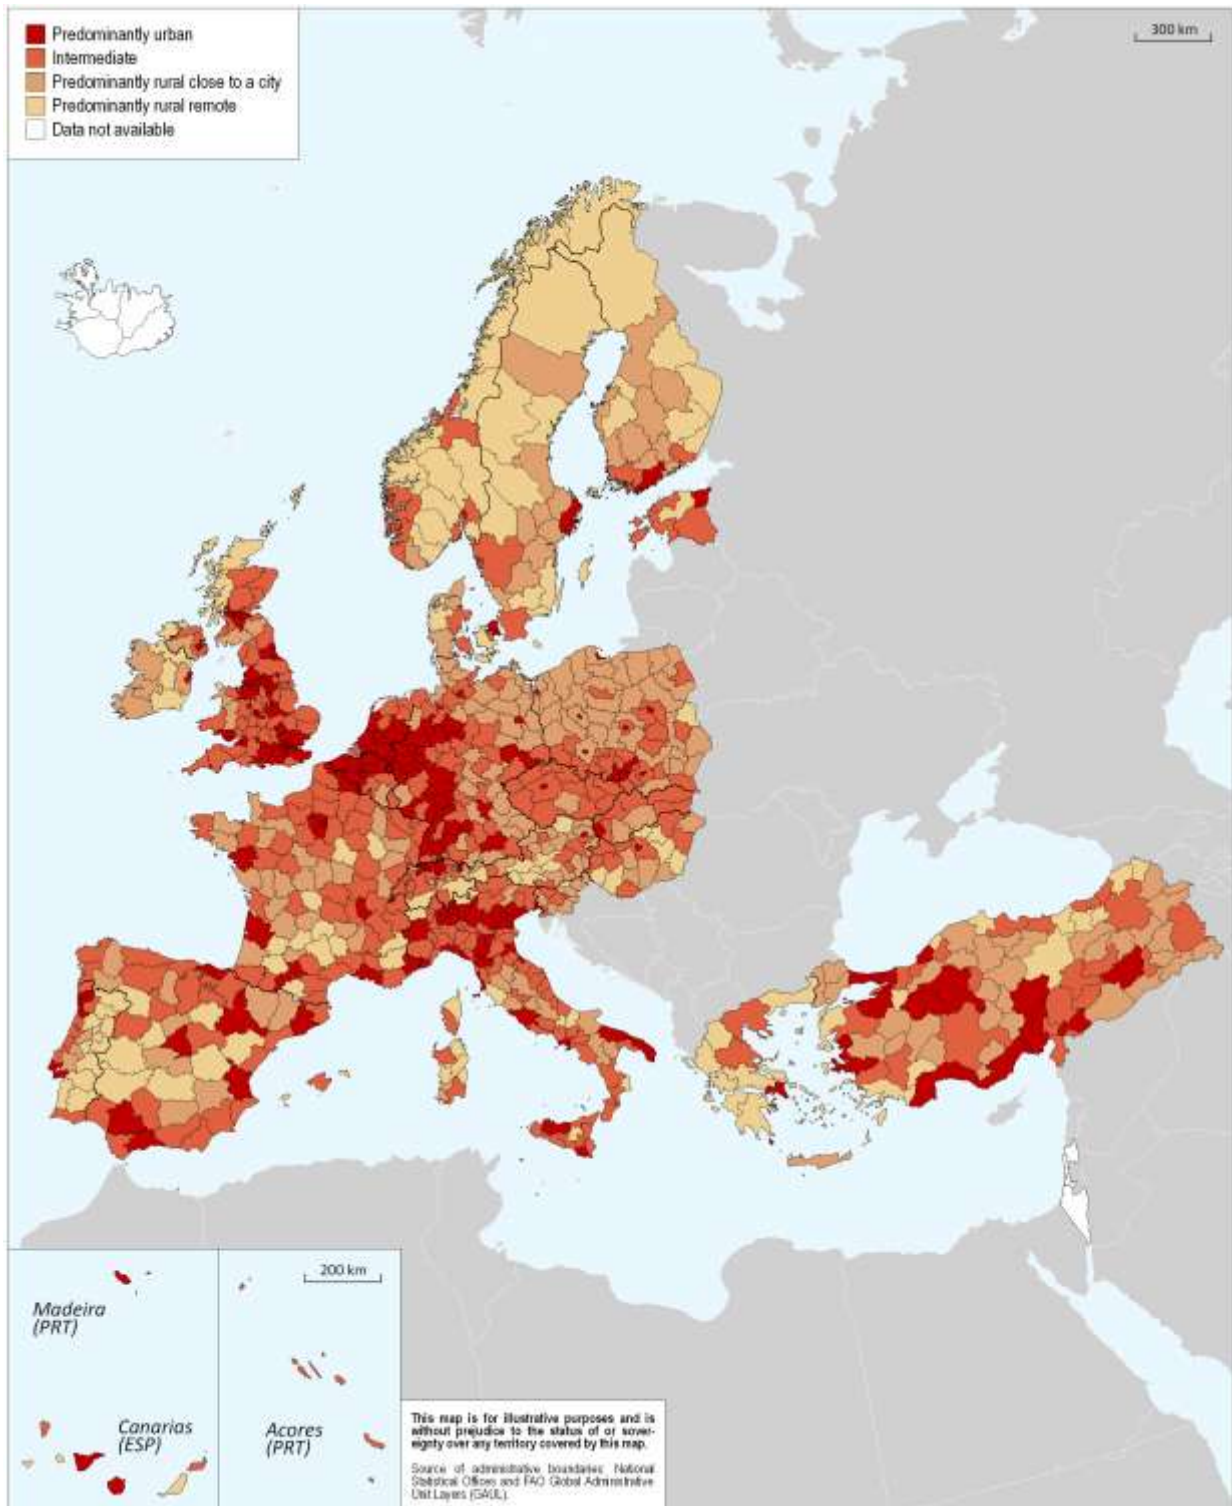 Predominantly urban
Intermediate
Predominantly rural close to a city
Predominantly rural remote
Data not available
300 km
200 km
Madeira
(PRT)
Canarias
(ESP)
Acores
(PRT)
This map is for illustrative purposes and is
without prejudice to the status of or sover-
eignty over any territory covered by this map.
Source of administrative boundaries: National
Statistical Offices and FAO Global Administrative
Unit Layers (GAUL).